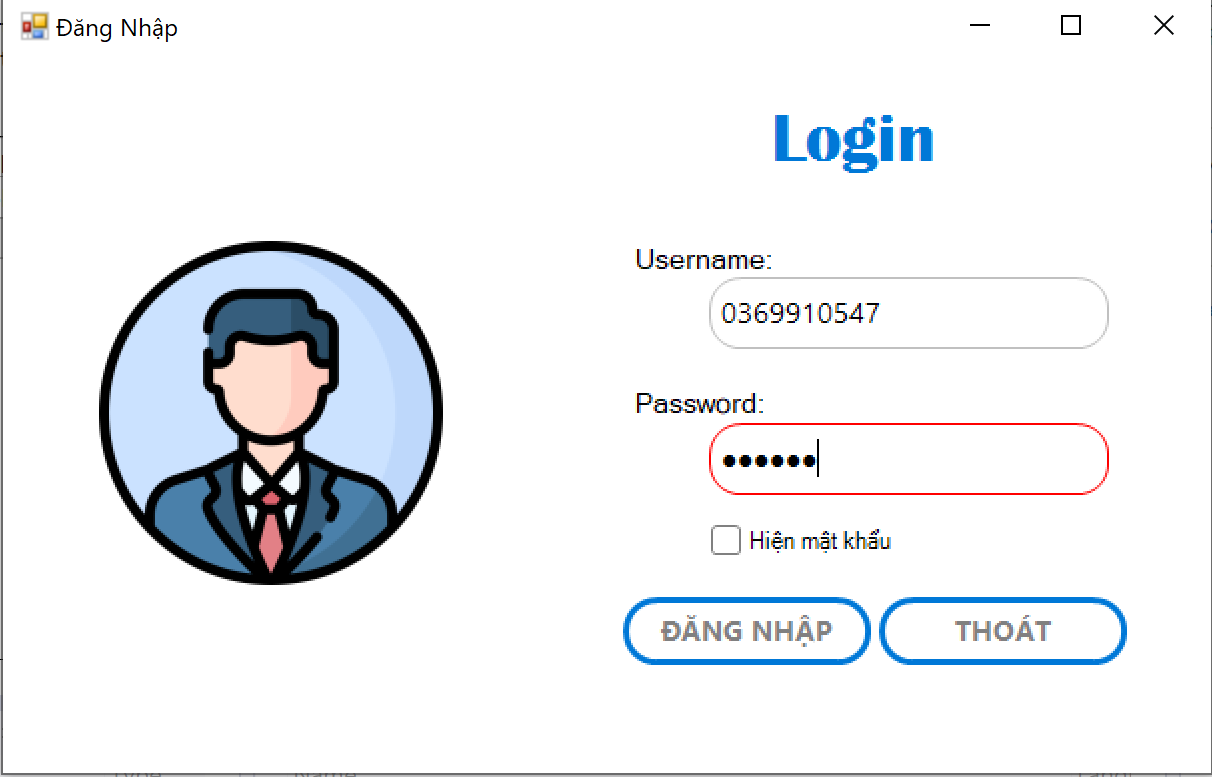 Đăng Nhập
Login
Username:
0369910547
Password:
••••••
Hiện mật khẩu
ĐĂNG NHẬP
THOÁT